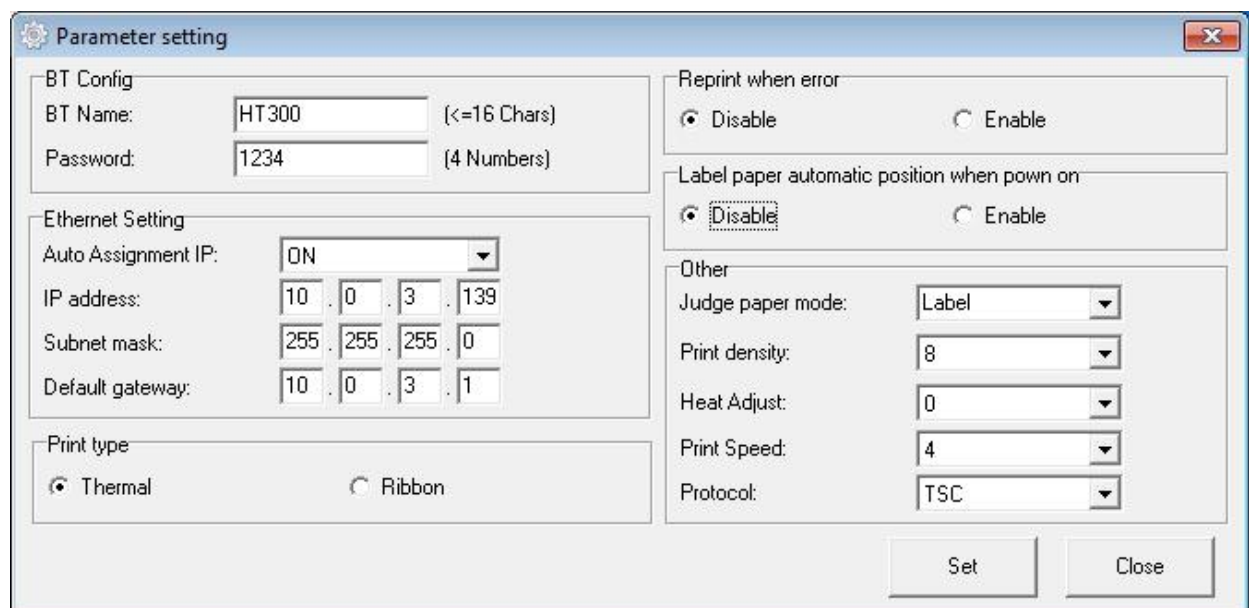 Parameter setting
BT Config
BT Name: HT300 (<=16 Chars)
Password: 1234 (4 Numbers)
Ethernet Setting
Auto Assignment IP: ON
IP address: 10 . 0 . 3 . 139
Subnet mask: 255 . 255 . 255 . 0
Default gateway: 10 . 0 . 3 . 1
Print type
Thermal Ribbon
Reprint when error
Disable Enable
Label paper automatic position when pown on
Disable Enable
Other
Judge paper mode: Label
Print density: 8
Heat Adjust: 0
Print Speed: 4
Protocol: TSC
Set Close